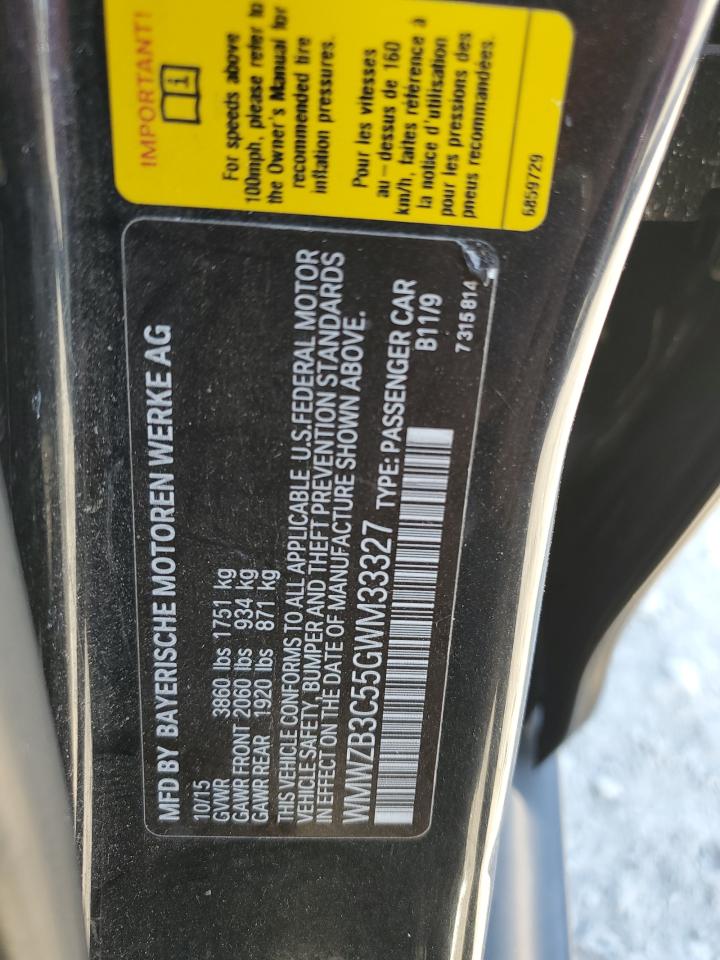 IMPORTANT!
For speeds above
100mph, please refer to
the Owner's Manual for
recommended tire
inflation pressures.
Pour les vitesses
au - dessus de 160
km/h, faites référence à
la notice d'utilisation
pour les pressions des
pneus recommandées.
6859729
MFD BY BAYERISCHE MOTOREN WERKE AG
10/15
GVWR 3860 lbs 1751 kg
GAWR FRONT 2060 lbs 934 kg
GAWR REAR 1920 lbs 871 kg
THIS VEHICLE CONFORMS TO ALL APPLICABLE U.S. FEDERAL MOTOR
VEHICLE SAFETY, BUMPER AND THEFT PREVENTION STANDARDS
IN EFFECT ON THE DATE OF MANUFACTURE SHOWN ABOVE.
WMWZB3C55GWM33327 TYPE: PASSENGER CAR
B11/9
7 315 814